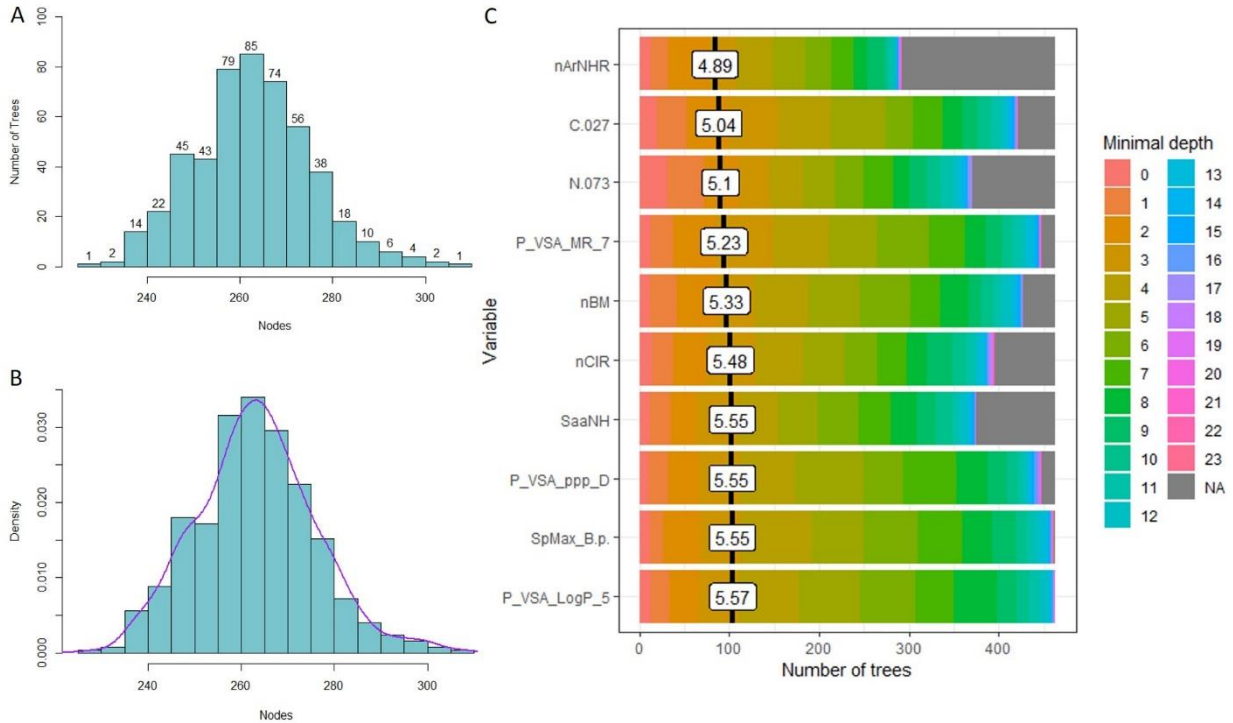 A
Number of Trees
0 20 40 60 80 100
1 2 14 22 45 43 79 85 74 56 38 18 10 6 4 2 1
240 260 280 300
Nodes
B
Density
0.000 0.010 0.020 0.030
240 260 280 300
Nodes
C
Variable
nArNHR 4.89
C.027 5.04
N.073 5.1
P_VSA_MR_7 5.23
nBM 5.33
nCIR 5.48
SaaNH 5.55
P_VSA_ppp_D 5.55
SpMax_B.p. 5.55
P_VSA_LogP_5 5.57
0 100 200 300 400
Number of trees
Minimal depth
0 13
1 14
2 15
3 16
4 17
5 18
6 19
7 20
8 21
9 22
10 23
11 NA
12